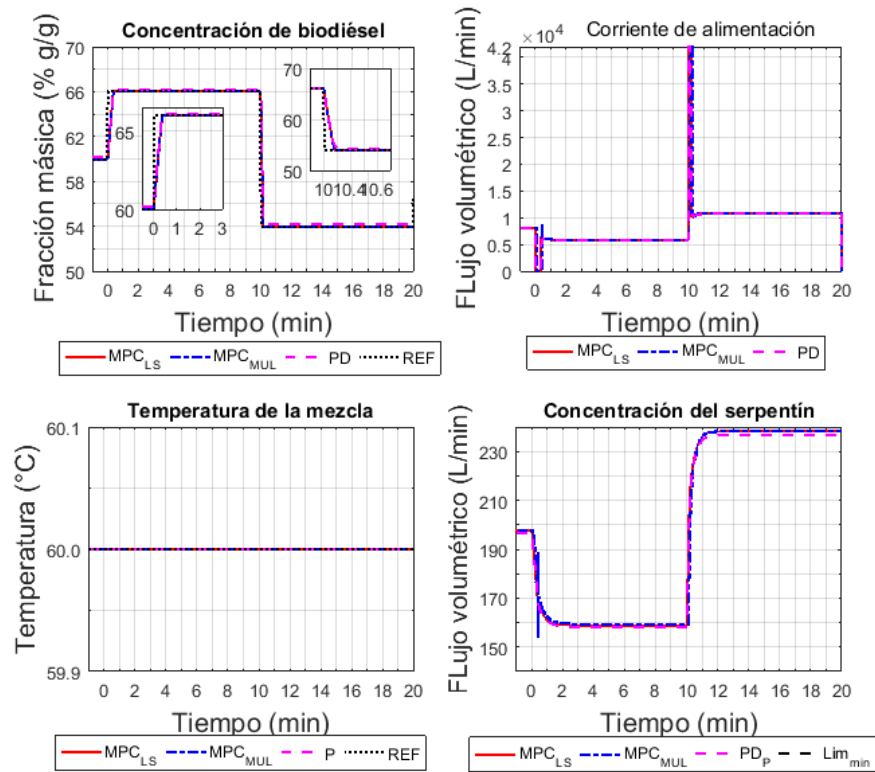 Concentración de biodiésel
Fracción másica (% g/g)
70
66
62
58
54
50
65
60
0 1 2 3
70
60
50
10 10.4 10.6
0 2 4 6 8 10 12 14 16 18 20
Tiempo (min)
MPC_LS MPC_MUL PD REF
Corriente de alimentación
×10⁴
FLujo volumétrico (L/min)
4.2
4
3.5
3
2.5
2
1.5
1
0.5
0
0 2 4 6 8 10 12 14 16 18 20
Tiempo (min)
MPC_LS MPC_MUL PD
Temperatura de la mezcla
Temperatura (°C)
60.1
60.0
59.9
0 2 4 6 8 10 12 14 16 18 20
Tiempo (min)
MPC_LS MPC_MUL P REF
Concentración del serpentín
FLujo volumétrico (L/min)
230
210
190
170
150
0 2 4 6 8 10 12 14 16 18 20
Tiempo (min)
MPC_LS MPC_MUL PD_P Lim_min